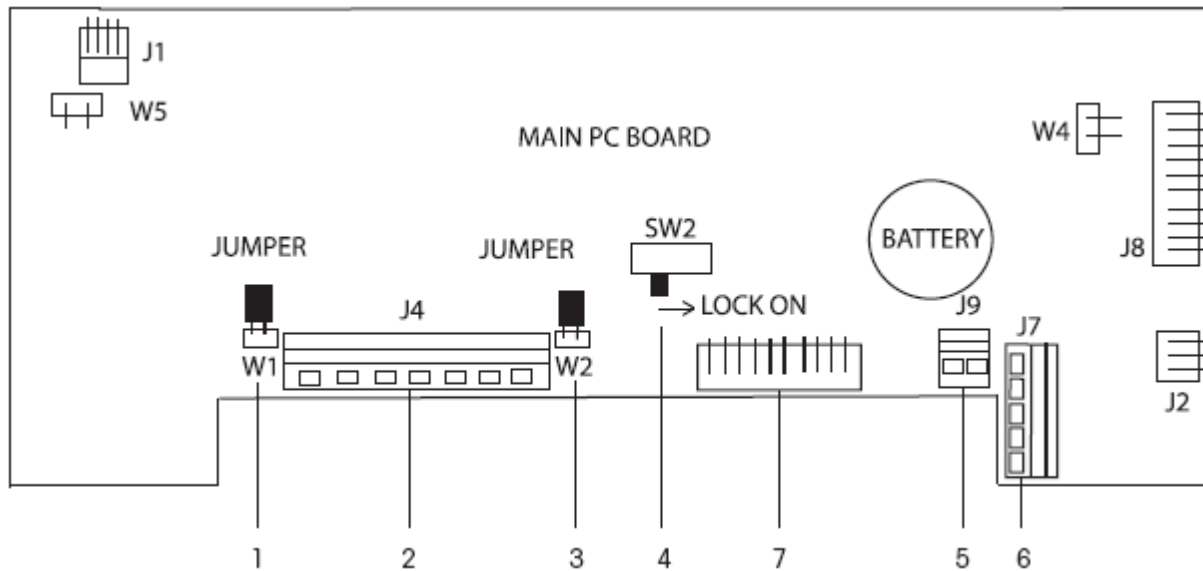 J1
W5
MAIN PC BOARD
W4
SW2
BATTERY
JUMPER
JUMPER
J8
J4
LOCK ON
J9
J7
W1
W2
J2
1 2 3 4 7 5 6